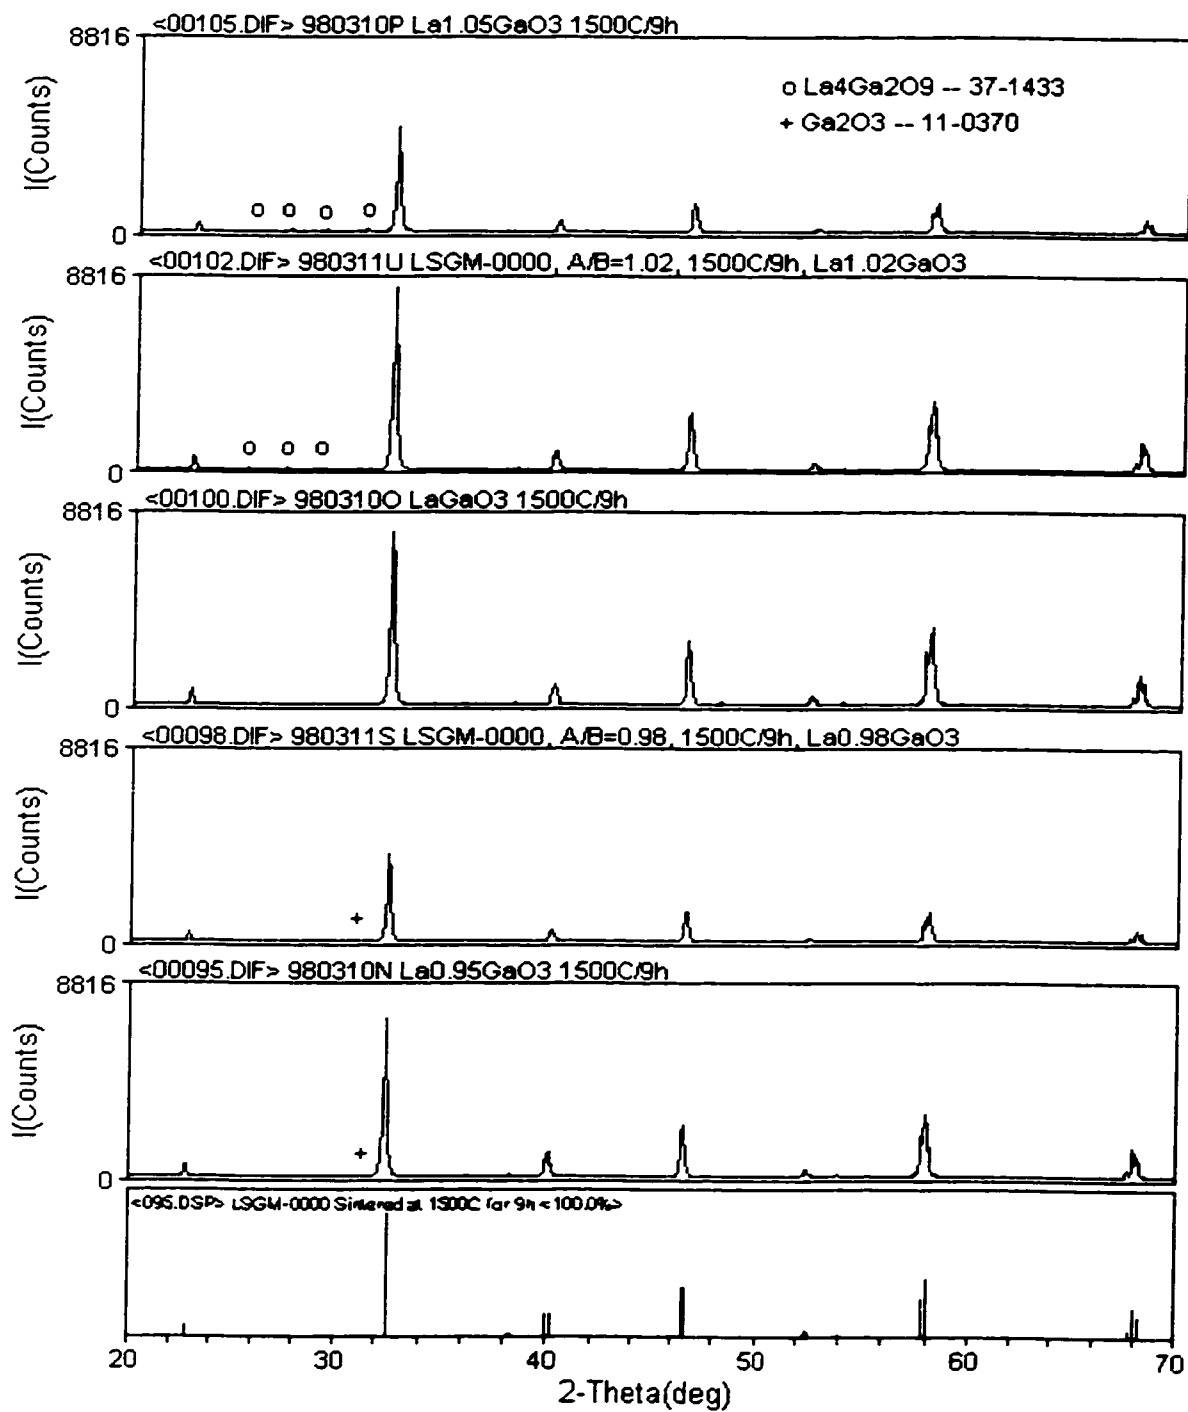 <00105.DIF> 980310P La1.05GaO3 1500C/9h
8816
I(Counts)
o La4Ga2O9 -- 37-1433
+ Ga2O3 -- 11-0370
o o o o
0
<00102.DIF> 980311U LSGM-0000, A/B=1.02, 1500C/9h, La1.02GaO3
8816
I(Counts)
o o o
0
<00100.DIF> 980310O LaGaO3 1500C/9h
8816
I(Counts)
0
<00098.DIF> 980311S LSGM-0000, A/B=0.98, 1500C/9h, La0.98GaO3
8816
I(Counts)
+
0
<00095.DIF> 980310N La0.95GaO3 1500C/9h
8816
I(Counts)
+
0
<095.DSP> LSGM-0000 Sintered at 1500C for 9h <100.0%>
20 30 40 50 60 70
2-Theta(deg)